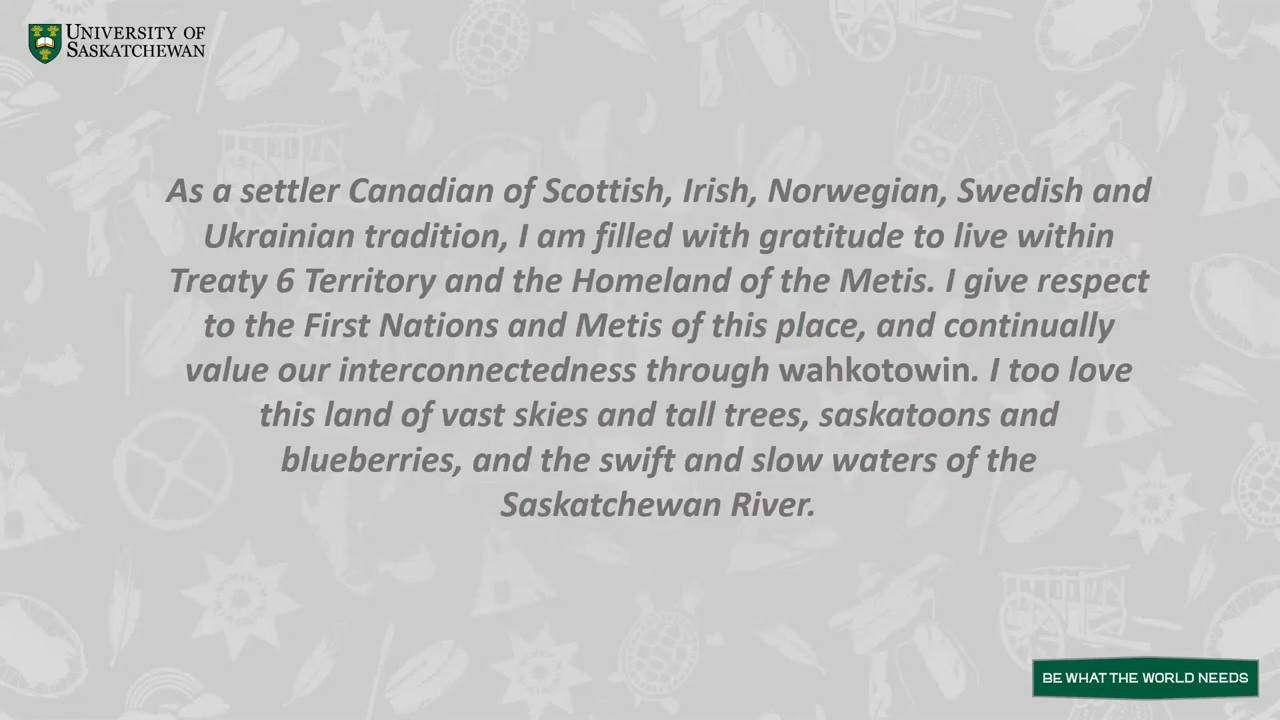 UNIVERSITY OF
SASKATCHEWAN
As a settler Canadian of Scottish, Irish, Norwegian, Swedish and
Ukrainian tradition, I am filled with gratitude to live within
Treaty 6 Territory and the Homeland of the Metis. I give respect
to the First Nations and Metis of this place, and continually
value our interconnectedness through wahkotowin. I too love
this land of vast skies and tall trees, saskatoons and
blueberries, and the swift and slow waters of the
Saskatchewan River.
BE WHAT THE WORLD NEEDS